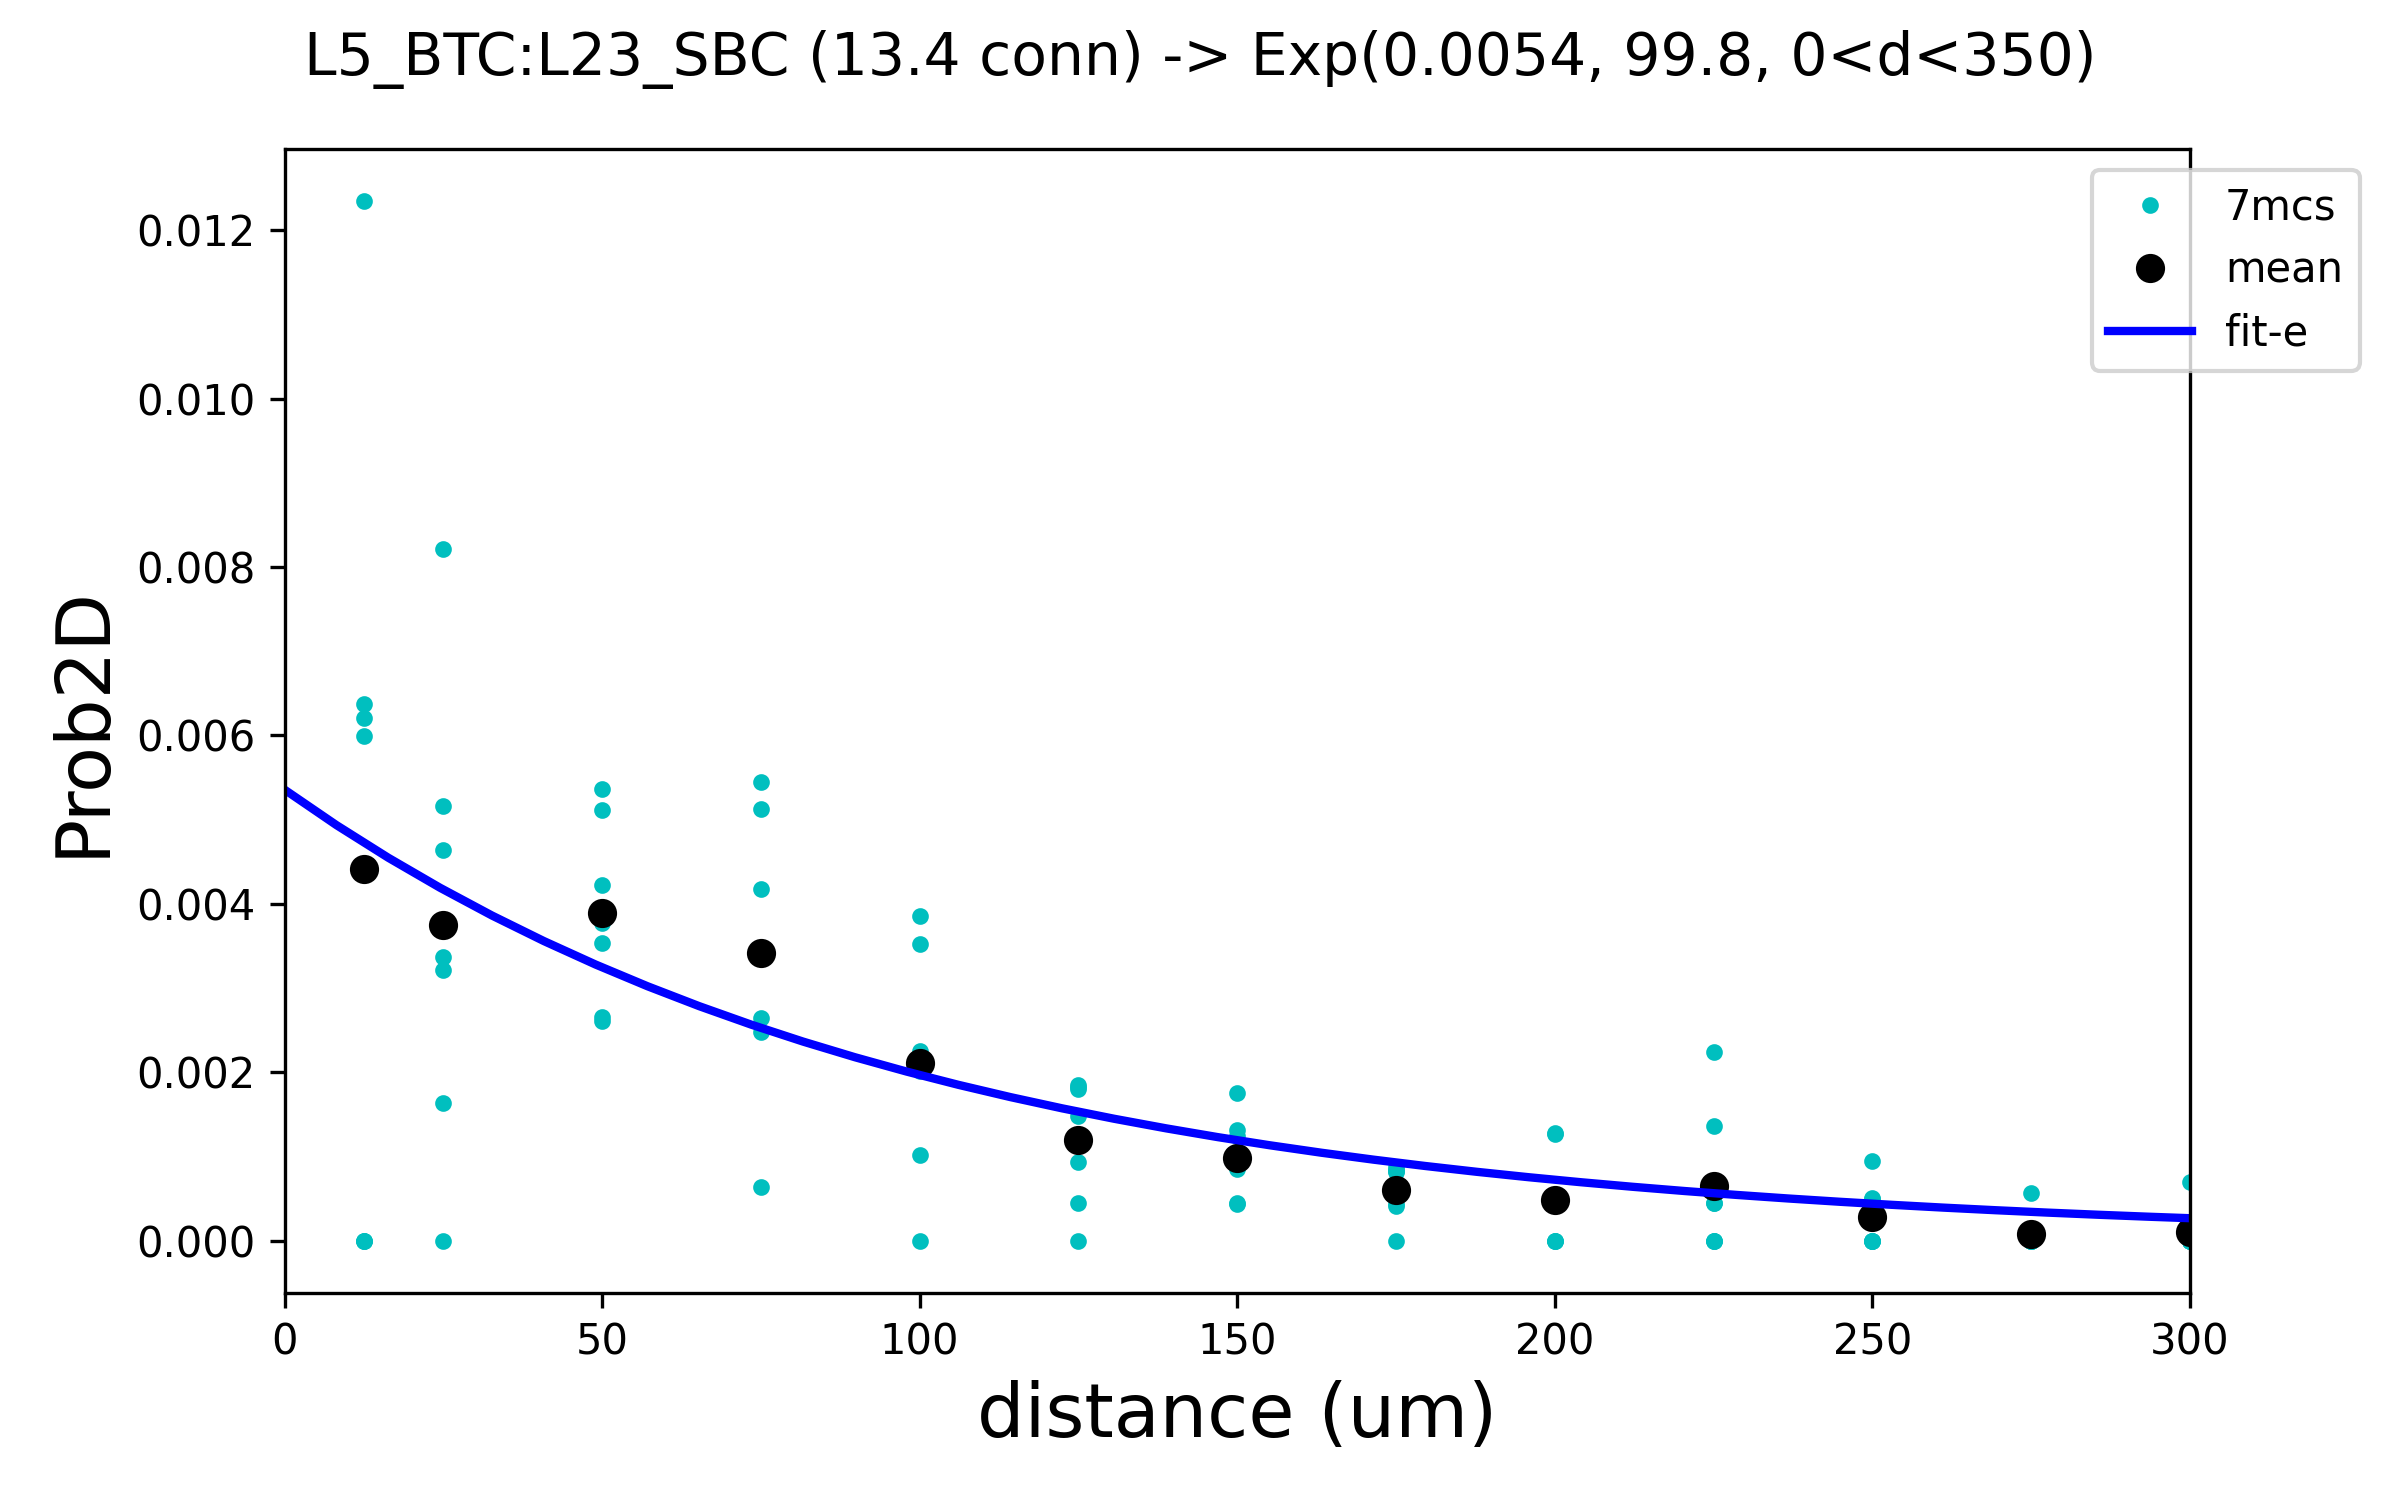 L5_BTC:L23_SBC (13.4 conn) -> Exp(0.0054, 99.8, 0<d<350)
7mcs
mean
fit-e
0.012
0.010
0.008
0.006
0.004
0.002
0.000
Prob2D
0 50 100 150 200 250 300
distance (um)